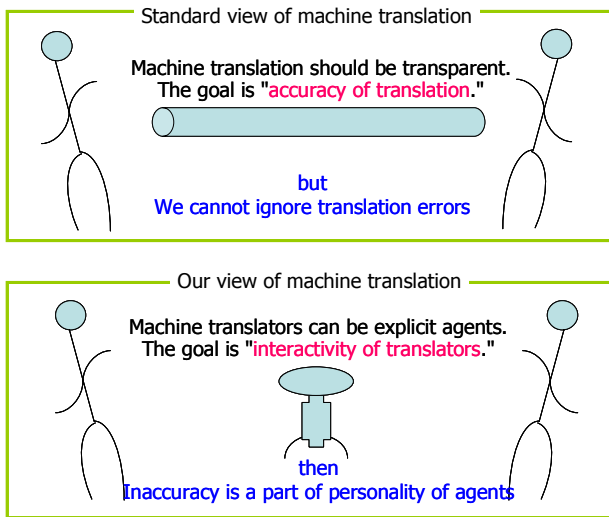 Standard view of machine translation
Machine translation should be transparent.
The goal is "accuracy of translation."
but
We cannot ignore translation errors
Our view of machine translation
Machine translators can be explicit agents.
The goal is "interactivity of translators."
then
Inaccuracy is a part of personality of agents